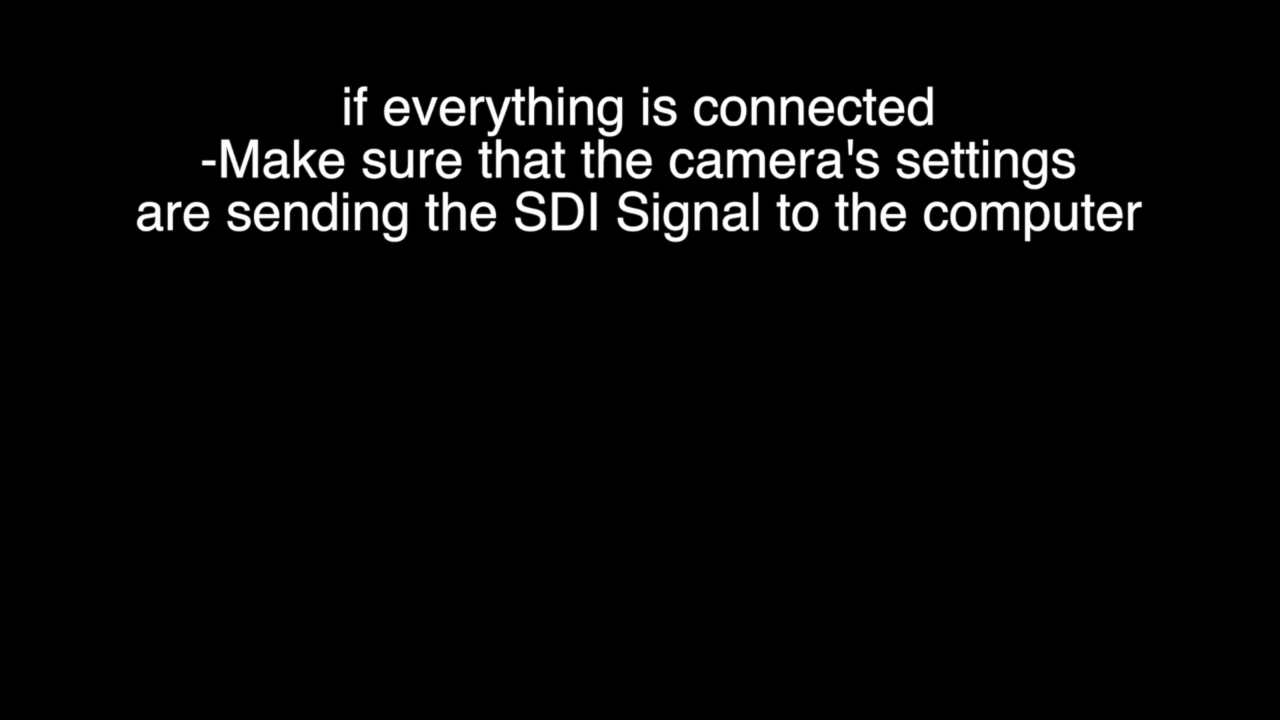 if everything is connected
-Make sure that the camera's settings
are sending the SDI Signal to the computer